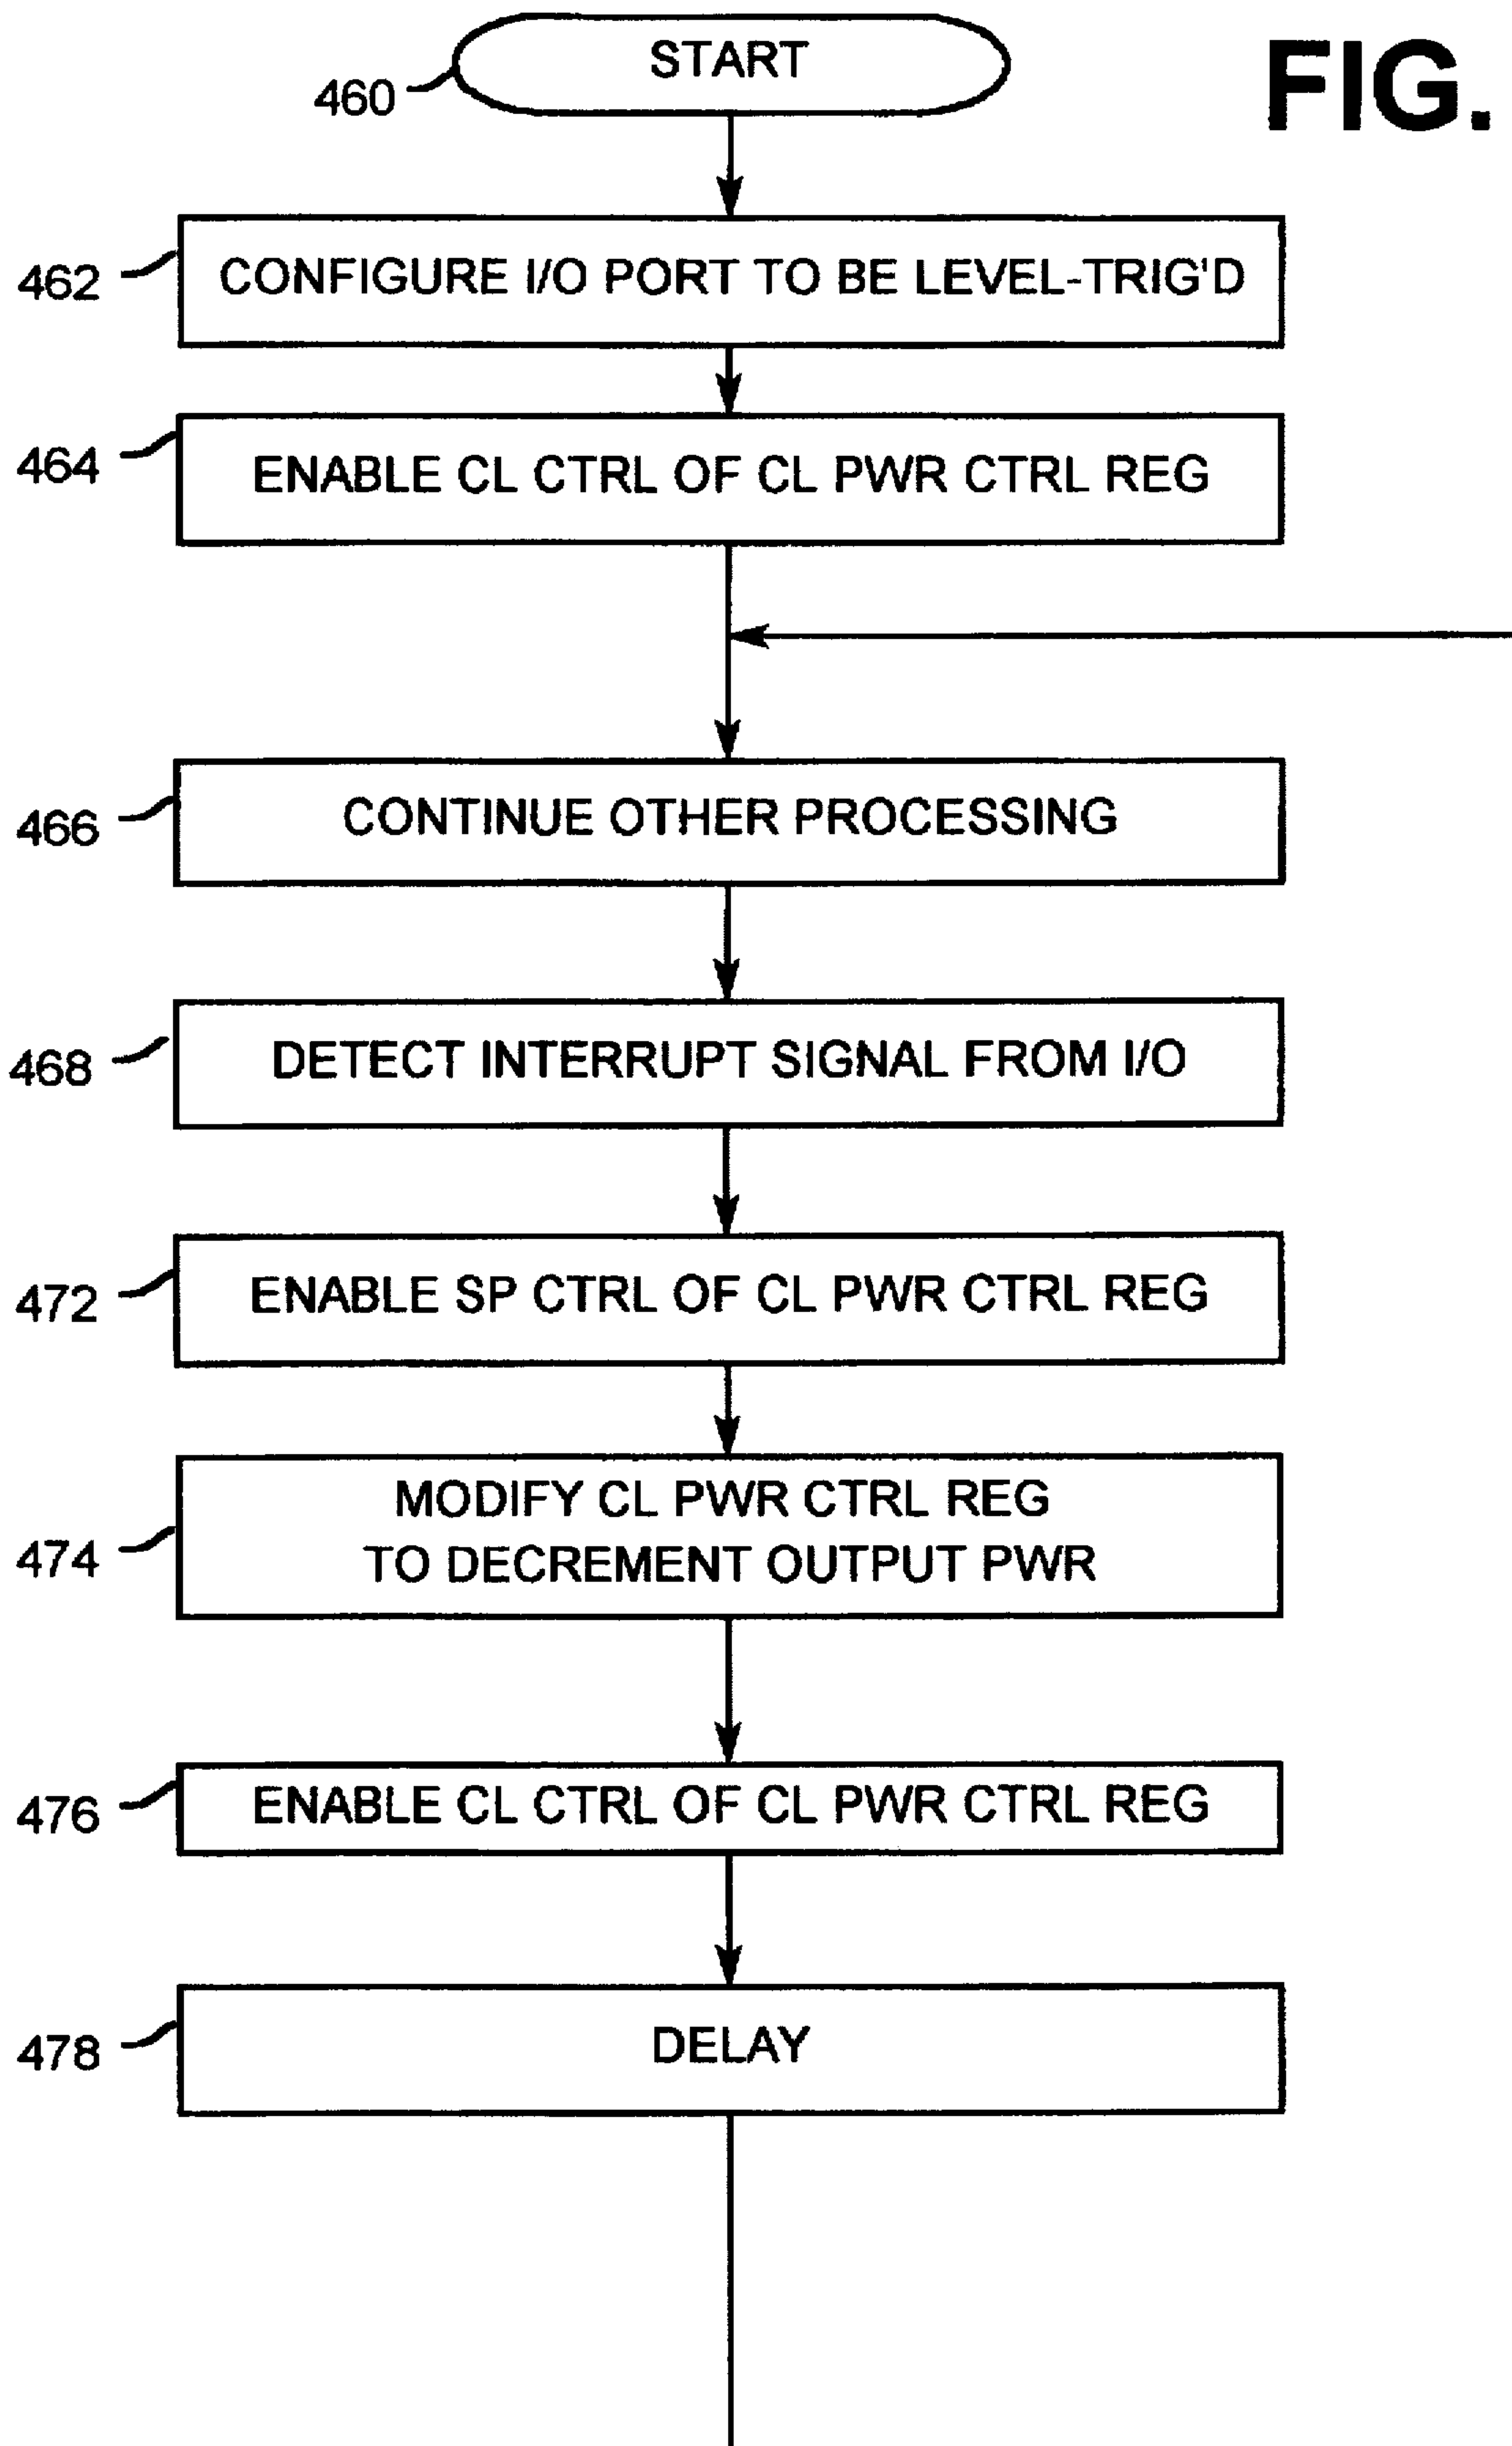 START
FIG.
460
462
CONFIGURE I/O PORT TO BE LEVEL-TRIG'D
464
ENABLE CL CTRL OF CL PWR CTRL REG
466
CONTINUE OTHER PROCESSING
468
DETECT INTERRUPT SIGNAL FROM I/O
472
ENABLE SP CTRL OF CL PWR CTRL REG
474
MODIFY CL PWR CTRL REG
TO DECREMENT OUTPUT PWR
476
ENABLE CL CTRL OF CL PWR CTRL REG
478
DELAY